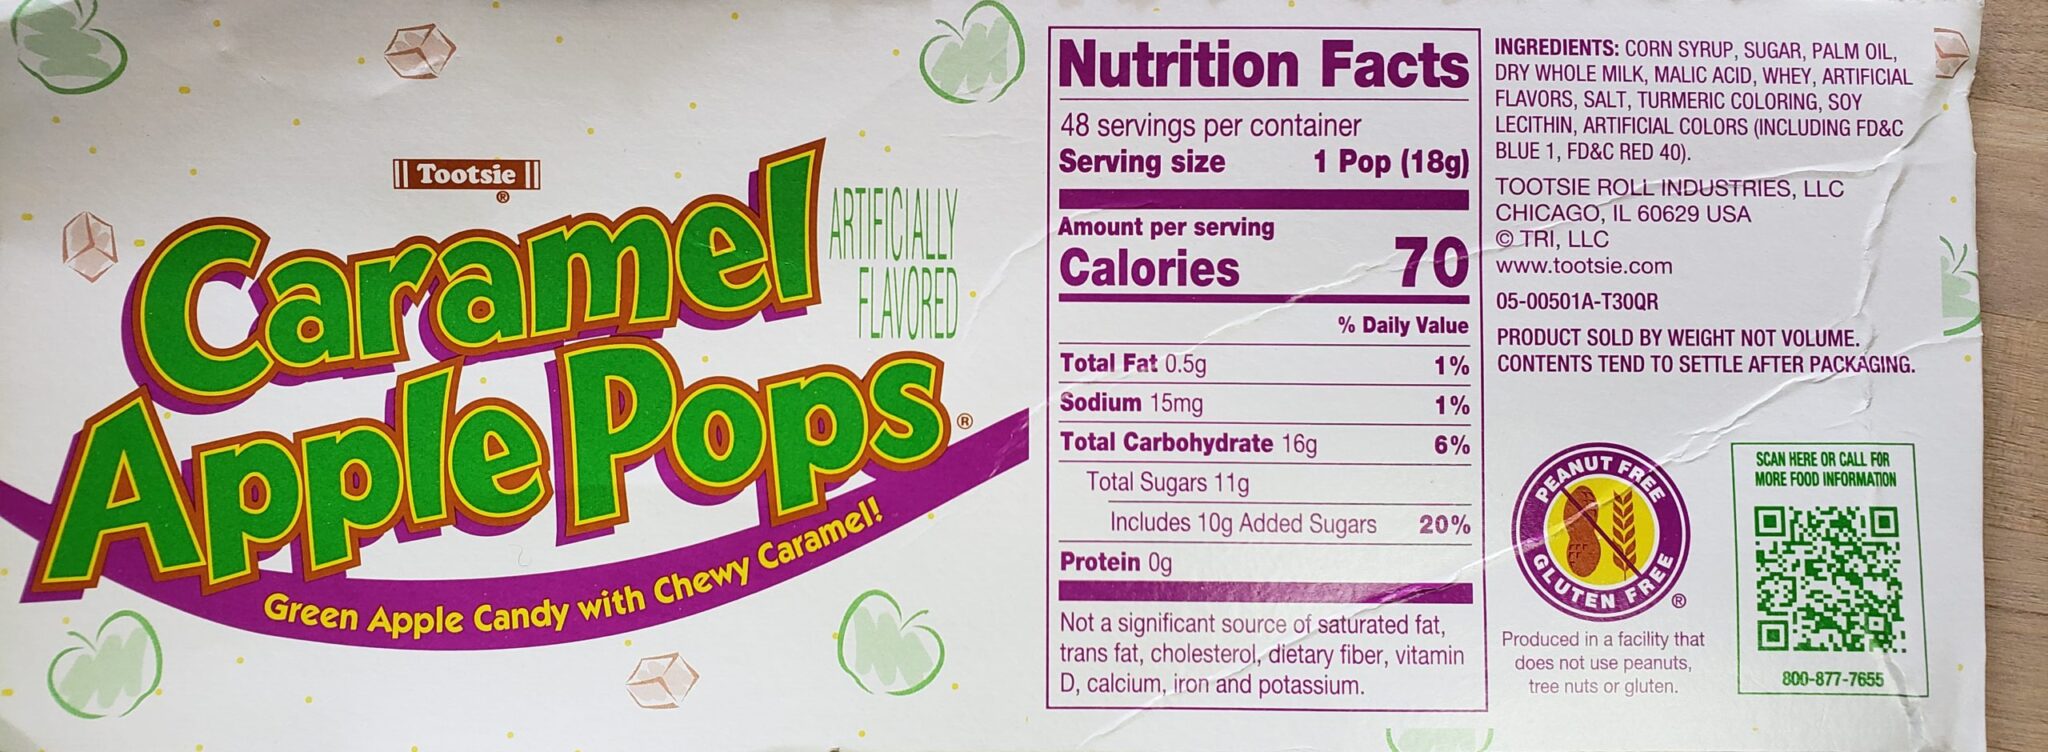 Tootsie
®
Caramel
Apple Pops®
ARTIFICIALLY
FLAVORED
Green Apple Candy with Chewy Caramel!
Nutrition Facts
48 servings per container
Serving size 1 Pop (18g)
Amount per serving
Calories 70
% Daily Value
Total Fat 0.5g 1%
Sodium 15mg 1%
Total Carbohydrate 16g 6%
Total Sugars 11g
Includes 10g Added Sugars 20%
Protein 0g
Not a significant source of saturated fat,
trans fat, cholesterol, dietary fiber, vitamin
D, calcium, iron and potassium.
INGREDIENTS: CORN SYRUP, SUGAR, PALM OIL,
DRY WHOLE MILK, MALIC ACID, WHEY, ARTIFICIAL
FLAVORS, SALT, TURMERIC COLORING, SOY
LECITHIN, ARTIFICIAL COLORS (INCLUDING FD&C
BLUE 1, FD&C RED 40).
TOOTSIE ROLL INDUSTRIES, LLC
CHICAGO, IL 60629 USA
© TRI, LLC
www.tootsie.com
05-00501A-T30QR
PRODUCT SOLD BY WEIGHT NOT VOLUME.
CONTENTS TEND TO SETTLE AFTER PACKAGING.
PEANUT FREE
GLUTEN FREE
®
Produced in a facility that
does not use peanuts,
tree nuts or gluten.
SCAN HERE OR CALL FOR
MORE FOOD INFORMATION
800-877-7655